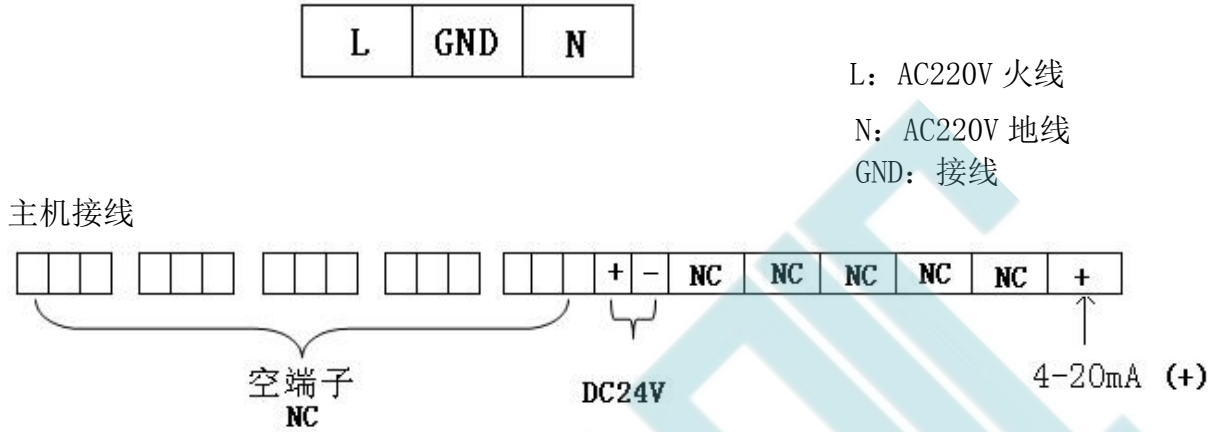 L GND N
L：AC220V 火线
N：AC220V 地线
GND：接线
主机接线
+ - NC NC NC NC NC +
空端子
NC
DC24V
4-20mA (+)